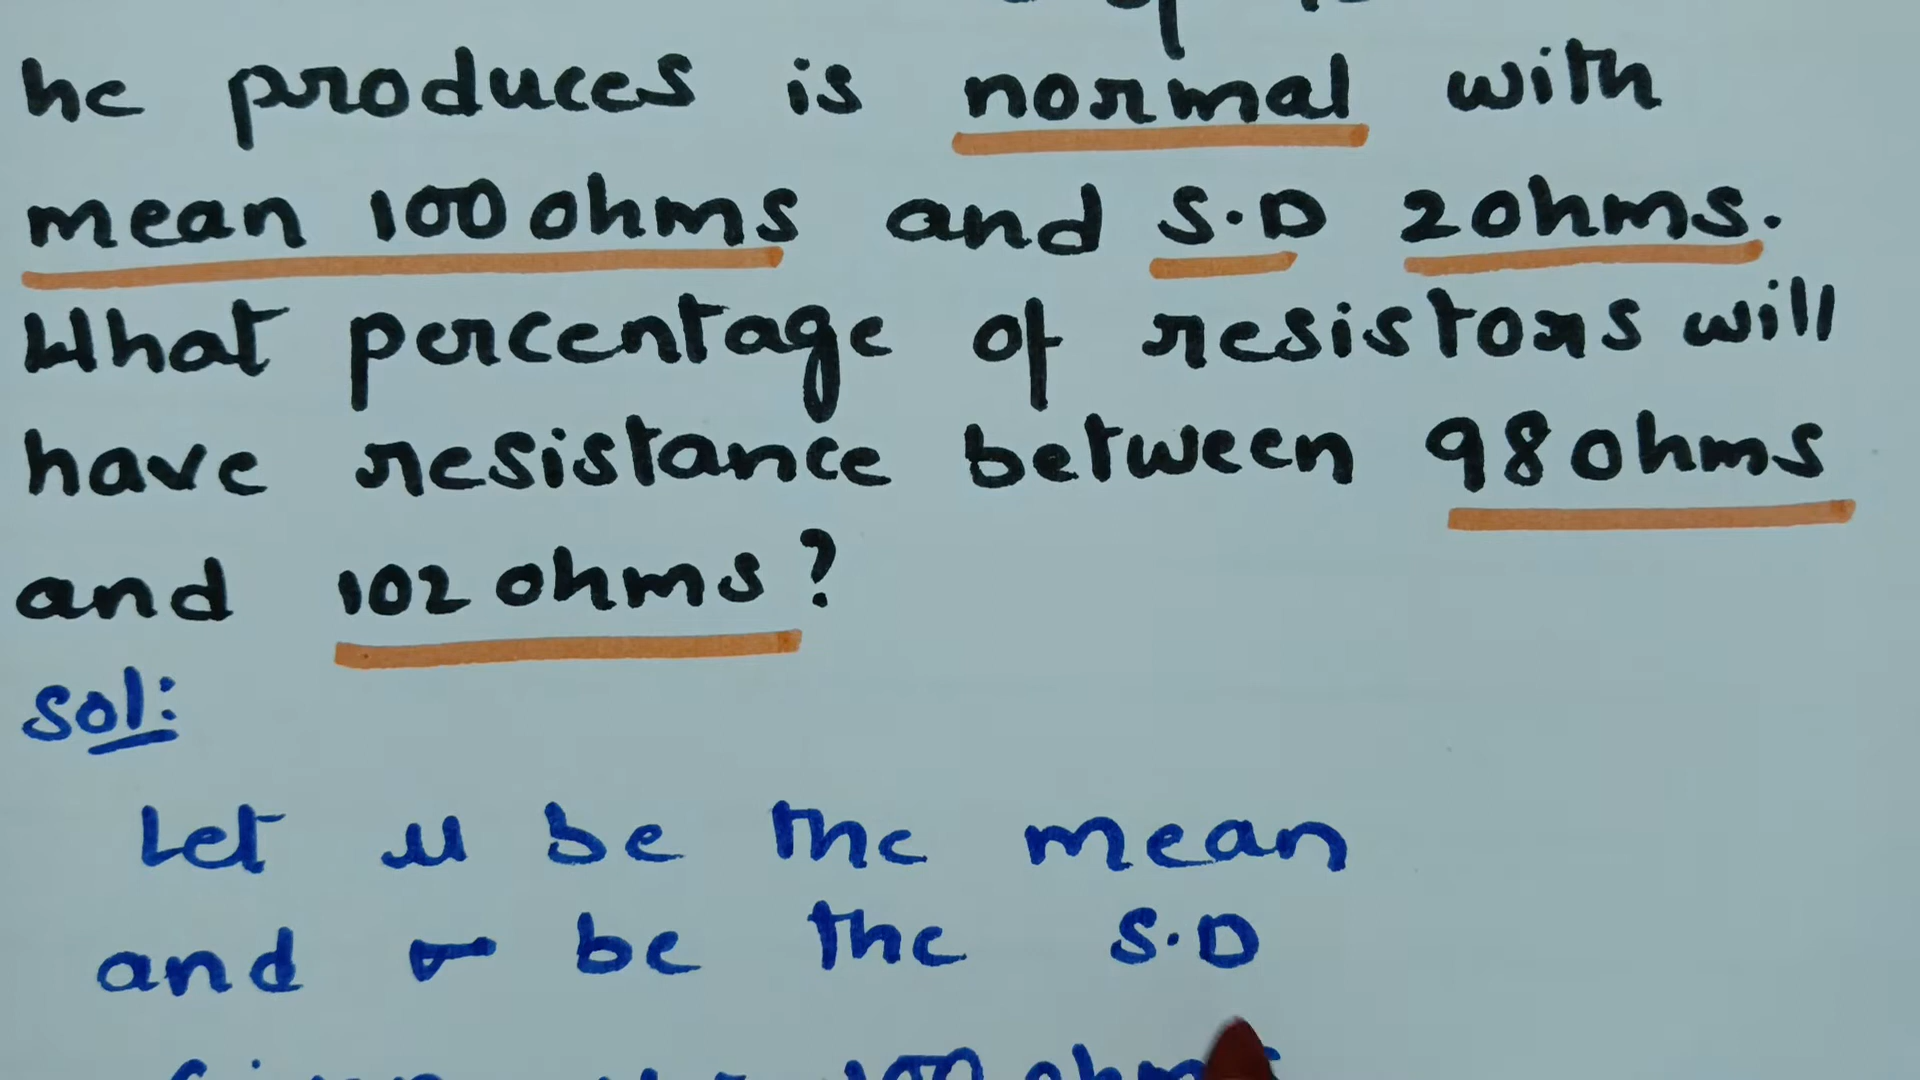 he produces is normal with
mean 100 ohms and S.D 2 ohms.
What percentage of resistors will
have resistance between 98 ohms
and 102 ohms?
Sol:
Let μ be the mean
and σ be the S.D